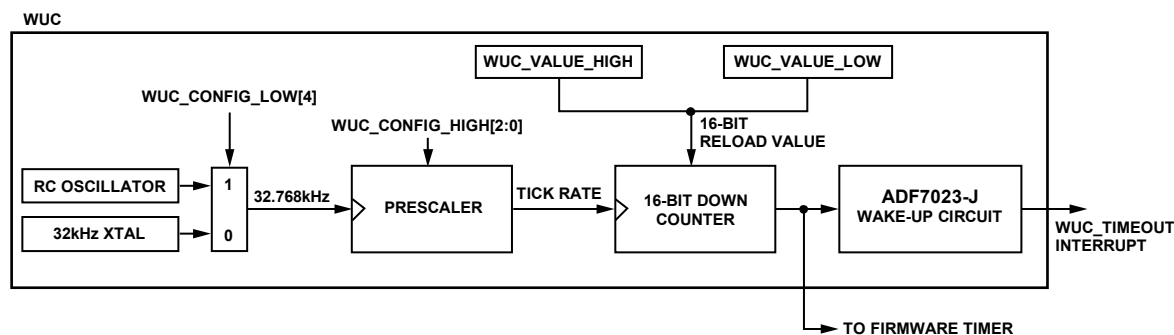 WUC
WUC_VALUE_HIGH
WUC_VALUE_LOW
WUC_CONFIG_LOW[4]
WUC_CONFIG_HIGH[2:0]
16-BIT
RELOAD VALUE
RC OSCILLATOR
1
32.768kHz
PRESCALER
TICK RATE
16-BIT DOWN
COUNTER
ADF7023-J
WAKE-UP CIRCUIT
32kHz XTAL
0
WUC_TIMEOUT
INTERRUPT
TO FIRMWARE TIMER